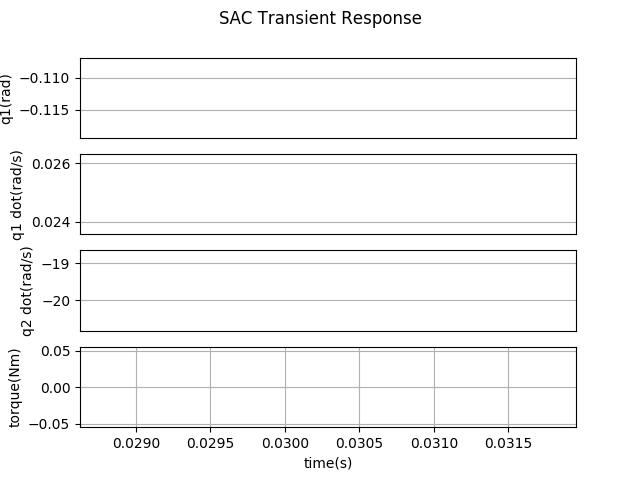 SAC Transient Response
q1(rad)
−0.110
−0.115
q1 dot(rad/s)
0.026
0.024
q2 dot(rad/s)
−19
−20
torque(Nm)
0.05
0.00
−0.05
0.0290 0.0295 0.0300 0.0305 0.0310 0.0315
time(s)